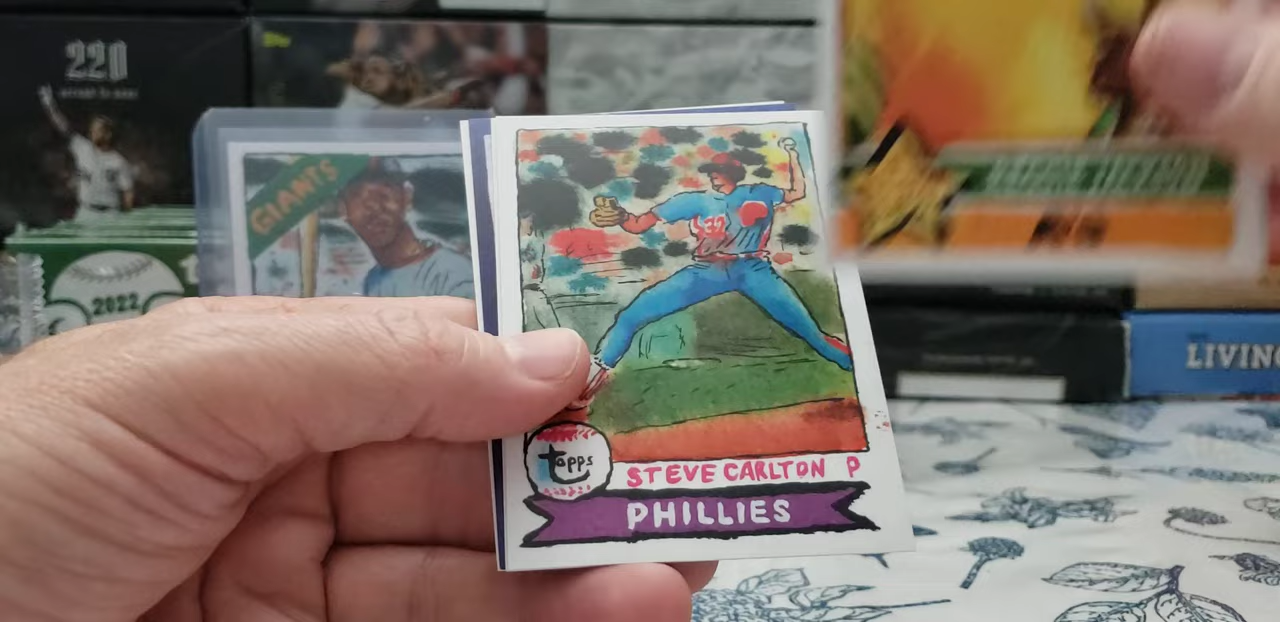 220
GIANTS
2022
32
topps
STEVE CARLTON P
PHILLIES
LIVING